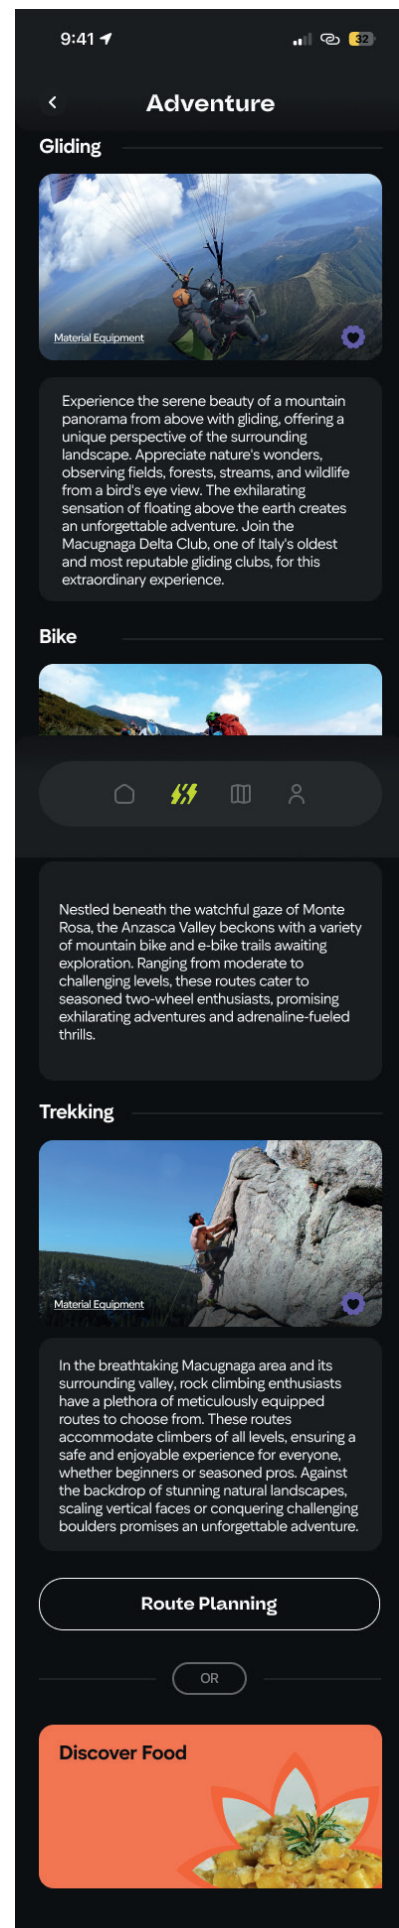 9:41
32
Adventure
Gliding
Material Equipment
Experience the serene beauty of a mountain
panorama from above with gliding, offering a
unique perspective of the surrounding
landscape. Appreciate nature's wonders,
observing fields, forests, streams, and wildlife
from a bird's eye view. The exhilarating
sensation of floating above the earth creates
an unforgettable adventure. Join the
Macugnaga Delta Club, one of Italy's oldest
and most reputable gliding clubs, for this
extraordinary experience.
Bike
Nestled beneath the watchful gaze of Monte
Rosa, the Anzasca Valley beckons with a variety
of mountain bike and e-bike trails awaiting
exploration. Ranging from moderate to
challenging levels, these routes cater to
seasoned two-wheel enthusiasts, promising
exhilarating adventures and adrenaline-fueled
thrills.
Trekking
Material Equipment
In the breathtaking Macugnaga area and its
surrounding valley, rock climbing enthusiasts
have a plethora of meticulously equipped
routes to choose from. These routes
accommodate climbers of all levels, ensuring a
safe and enjoyable experience for everyone,
whether beginners or seasoned pros. Against
the backdrop of stunning natural landscapes,
scaling vertical faces or conquering challenging
boulders promises an unforgettable adventure.
Route Planning
OR
Discover Food